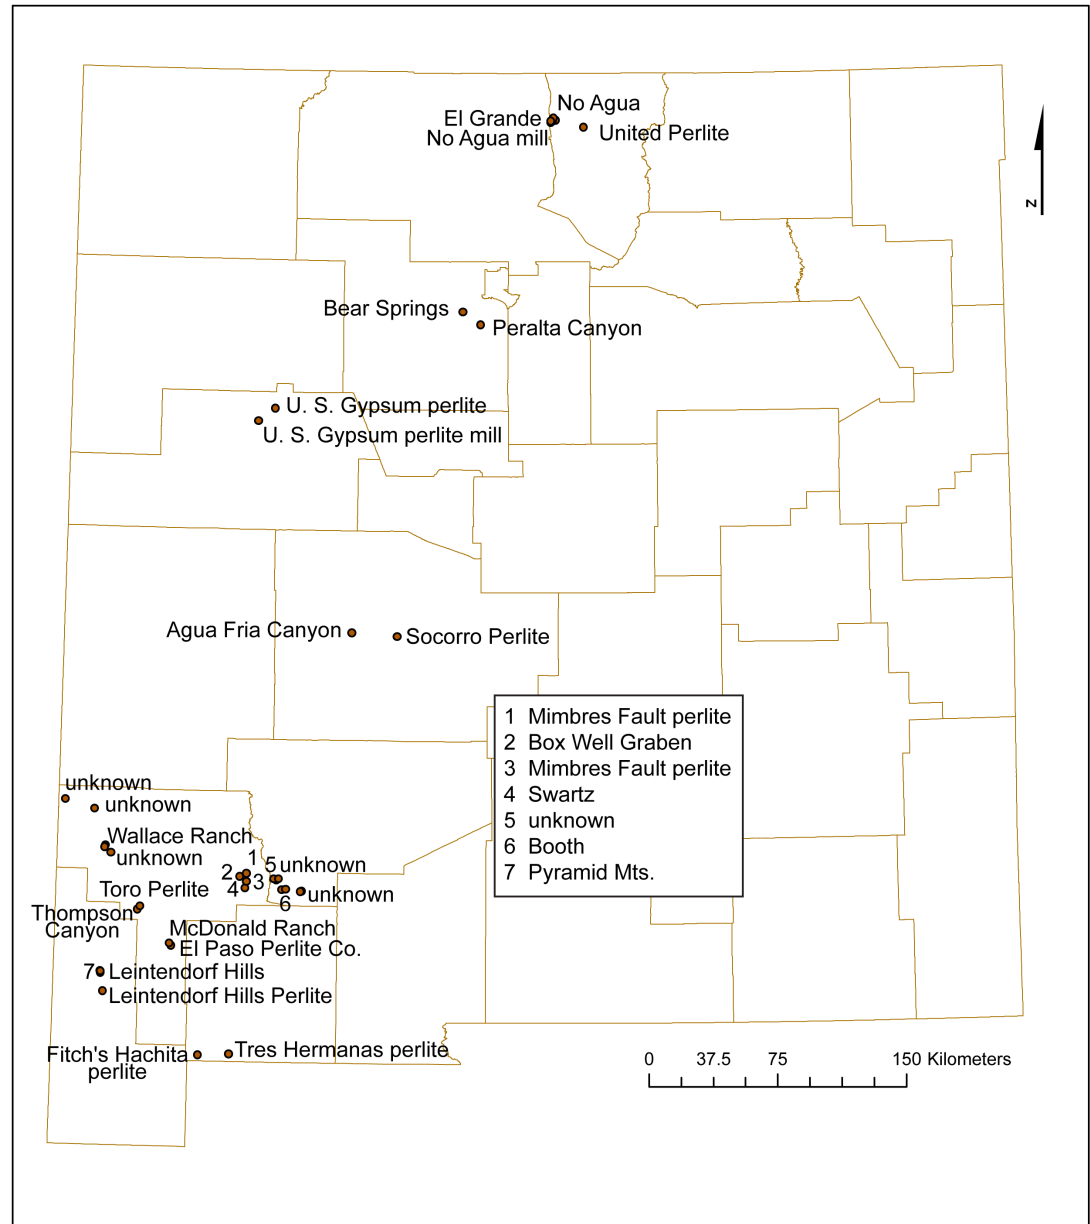 No Agua
El Grande
No Agua mill
United Perlite
N
Bear Springs
Peralta Canyon
U. S. Gypsum perlite
U. S. Gypsum perlite mill
Agua Fria Canyon
Socorro Perlite
1 Mimbres Fault perlite
2 Box Well Graben
3 Mimbres Fault perlite
4 Swartz
5 unknown
6 Booth
7 Pyramid Mts.
unknown
unknown
Wallace Ranch
unknown
1
2
3
4
5 unknown
6
unknown
Toro Perlite
Thompson
Canyon
McDonald Ranch
El Paso Perlite Co.
7 Leintendorf Hills
Leintendorf Hills Perlite
Fitch's Hachita
perlite
Tres Hermanas perlite
0 37.5 75 150 Kilometers